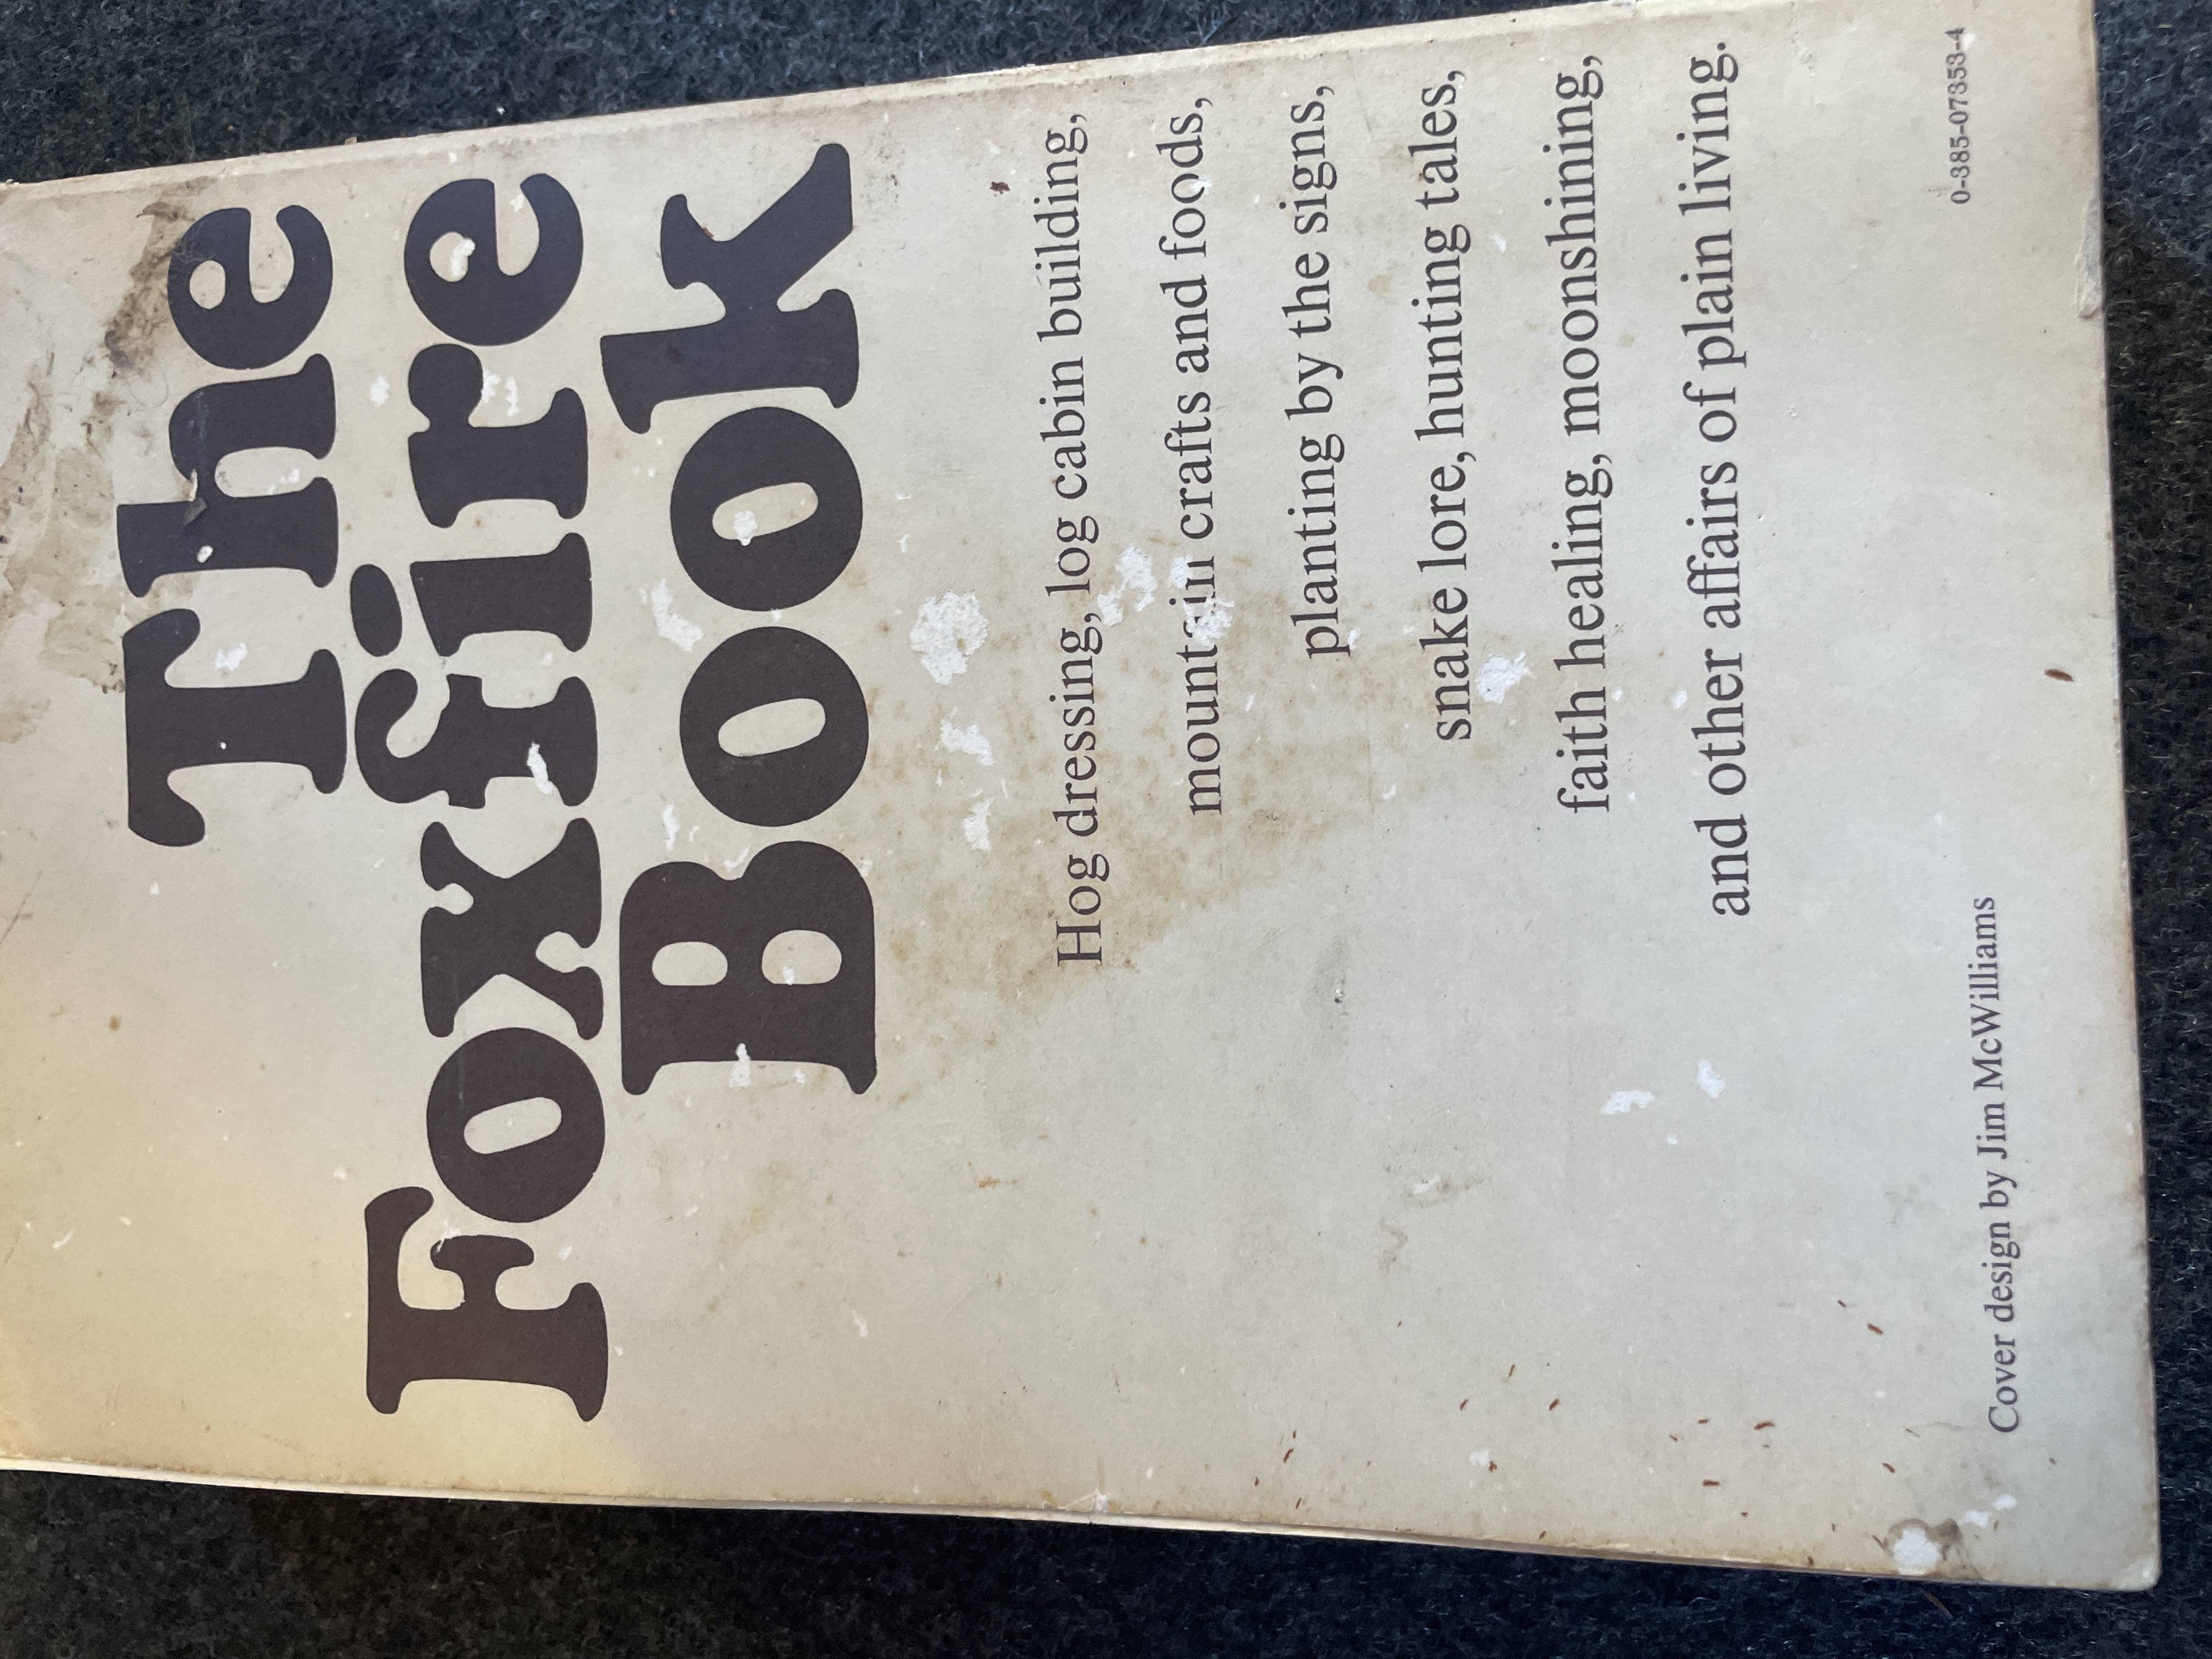 The
Foxfire
Book
Hog dressing, log cabin building,
mountain crafts and foods,
planting by the signs,
snake lore, hunting tales,
faith healing, moonshining,
and other affairs of plain living.
Cover design by Jim McWilliams
0-385-07353-4